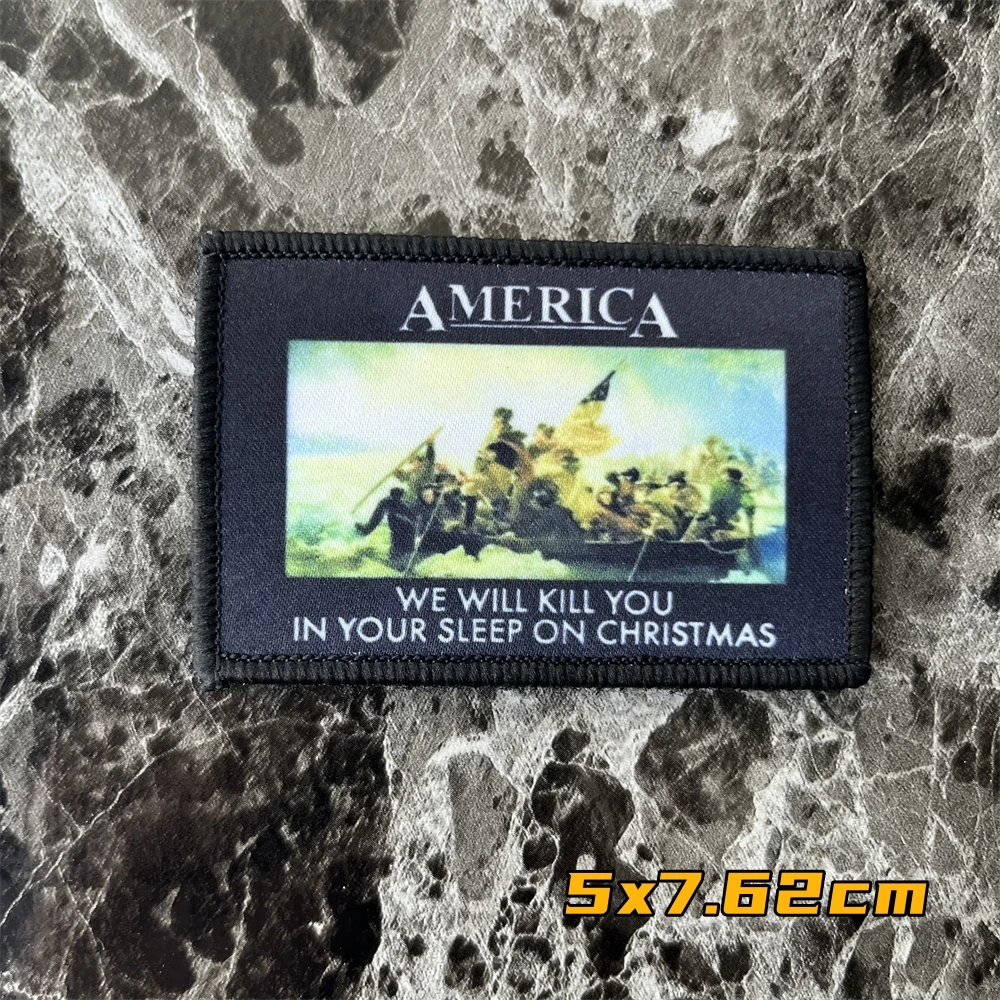 AMERICA
WE WILL KILL YOU
IN YOUR SLEEP ON CHRISTMAS
5x7.62cm